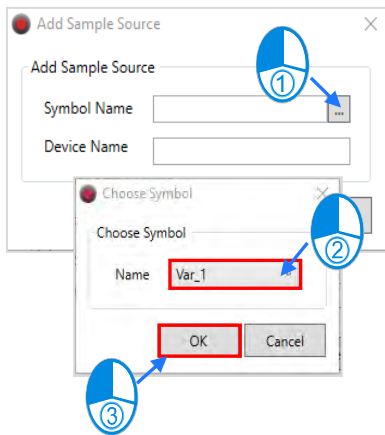 Add Sample Source
Add Sample Source
Symbol Name
...
①
Device Name
Choose Symbol
Choose Symbol
②
Name
Var_1
OK
Cancel
③